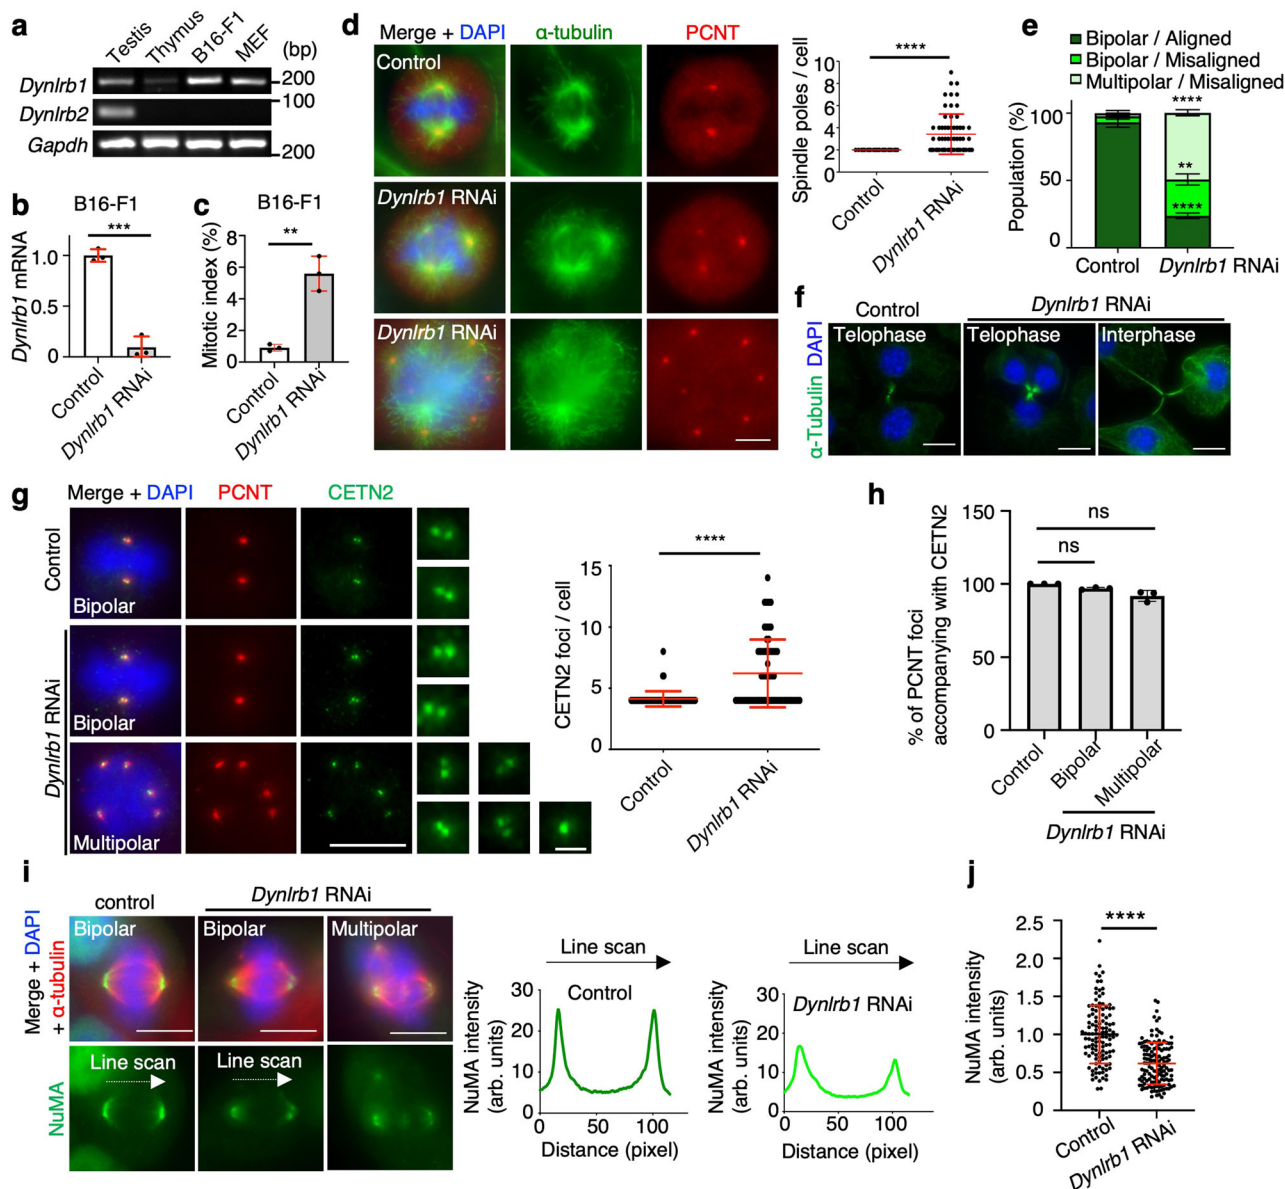 a
Testis
Thymus
B16-F1
MEF
(bp)
Dynlrb1
200
100
Dynlrb2
Gapdh
200
b
B16-F1
***
Dynlrb1 mRNA
1.0
0.5
0
Control
Dynlrb1 RNAi
c
B16-F1
**
Mitotic index (%)
8
6
4
2
0
Control
Dynlrb1 RNAi
d
Merge + DAPI
α-tubulin
PCNT
Control
Dynlrb1 RNAi
Dynlrb1 RNAi
****
Spindle poles / cell
10
8
6
4
2
0
Control
Dynlrb1 RNAi
e
Bipolar / Aligned
Bipolar / Misaligned
Multipolar / Misaligned
****
**
****
Population (%)
100
50
0
Control
Dynlrb1 RNAi
f
Control
Dynlrb1 RNAi
Telophase
Telophase
Interphase
α-Tubulin DAPI
g
Merge + DAPI
PCNT
CETN2
Control
Bipolar
Dynlrb1 RNAi
Bipolar
Multipolar
****
CETN2 foci / cell
15
10
5
0
Control
Dynlrb1 RNAi
h
% of PCNT foci
accompanying with CETN2
150
100
50
0
ns
ns
Control
Bipolar
Multipolar
Dynlrb1 RNAi
i
control
Dynlrb1 RNAi
Merge + DAPI
+ α-tubulin
Bipolar
Bipolar
Multipolar
NuMA
Line scan
Line scan
Line scan
Control
NuMA intensity
(arb. units)
30
20
10
0
0
50
100
Distance (pixel)
Line scan
Dynlrb1 RNAi
NuMA intensity
(arb. units)
30
20
10
0
0
50
100
Distance (pixel)
j
****
NuMA intensity
(arb. units)
2.5
2.0
1.5
1.0
0.5
0
Control
Dynlrb1 RNAi